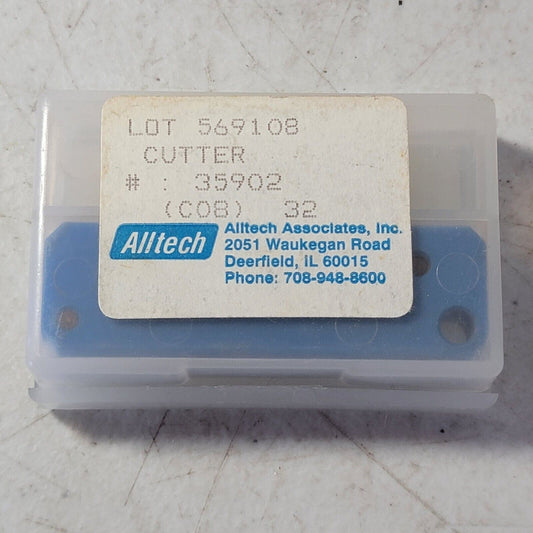 LOT 569108
CUTTER
# : 35902
(C08) 32
Alltech
Alltech Associates, Inc.
2051 Waukegan Road
Deerfield, IL 60015
Phone: 708-948-8600